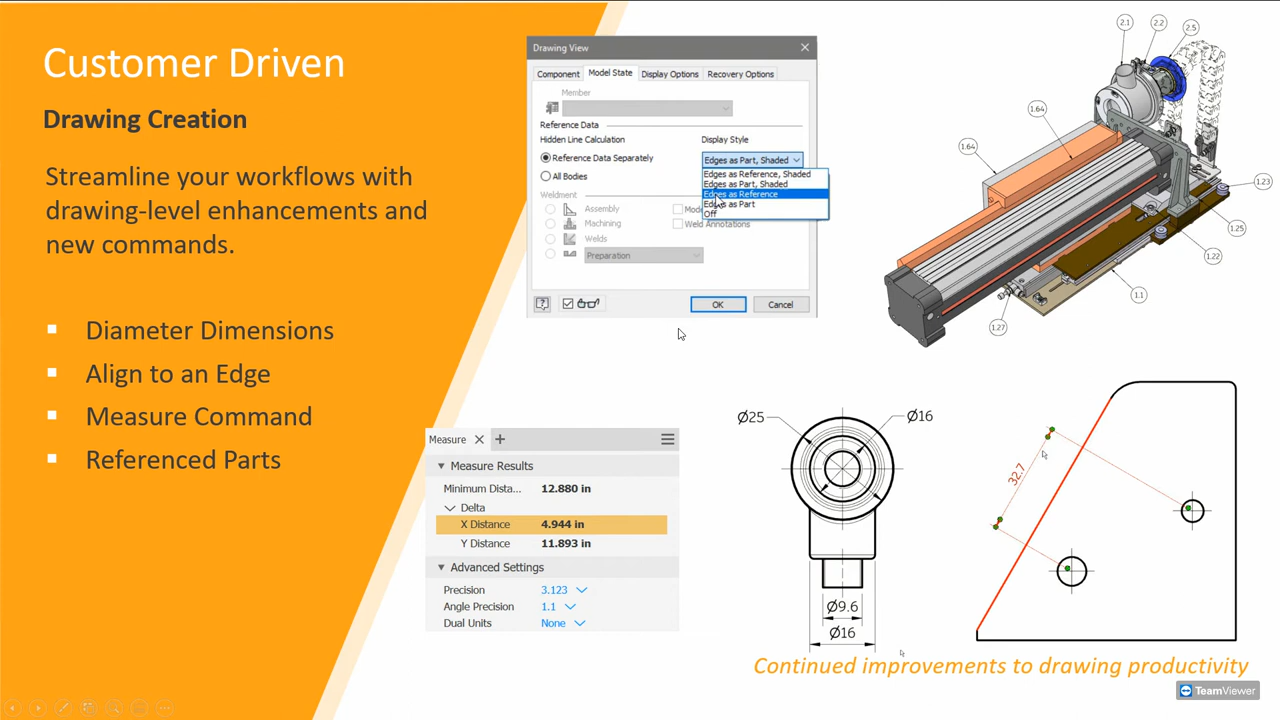 Customer Driven
Drawing Creation
Streamline your workflows with
drawing-level enhancements and
new commands.
Diameter Dimensions
Align to an Edge
Measure Command
Referenced Parts
Drawing View
Component
Model State
Display Options
Recovery Options
Member
Reference Data
Hidden Line Calculation
Display Style
Reference Data Separately
Edges as Part, Shaded
All Bodies
Edges as Reference, Shaded
Edges as Part, Shaded
Edges as Reference
Edges as Part
Off
Weldment
Assembly
Machining
Weld Annotations
Welds
Preparation
OK
Cancel
2.1
2.2
2.5
1.64
1.64
1.23
1.25
1.22
1.1
1.27
Measure
Measure Results
Minimum Dista... 12.880 in
Delta
X Distance 4.944 in
Y Distance 11.893 in
Advanced Settings
Precision 3.123
Angle Precision 1.1
Dual Units None
Ø25
Ø16
Ø9.6
Ø16
32.7
Continued improvements to drawing productivity
TeamViewer